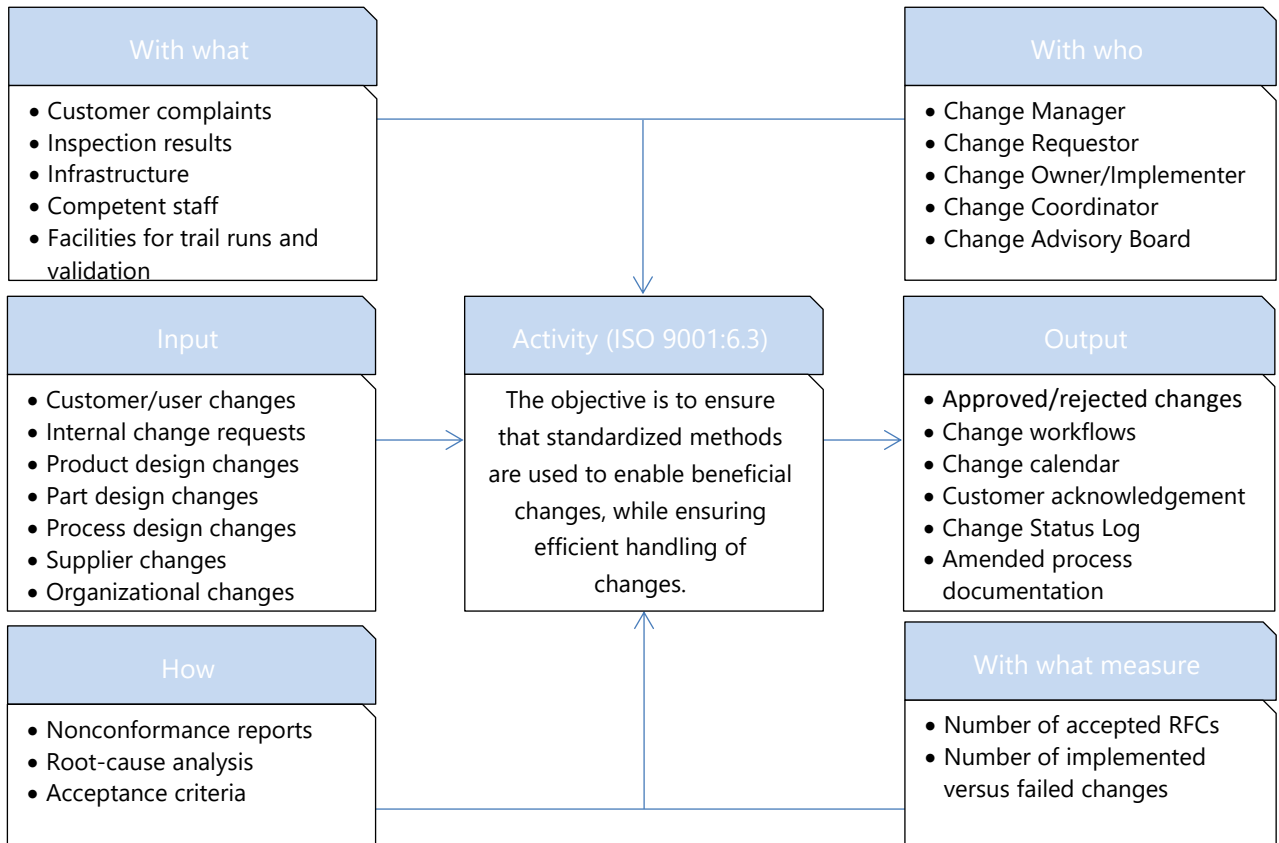 With what
• Customer complaints
• Inspection results
• Infrastructure
• Competent staff
• Facilities for trail runs and
validation
With who
• Change Manager
• Change Requestor
• Change Owner/Implementer
• Change Coordinator
• Change Advisory Board
Input
• Customer/user changes
• Internal change requests
• Product design changes
• Part design changes
• Process design changes
• Supplier changes
• Organizational changes
Activity (ISO 9001:6.3)
The objective is to ensure
that standardized methods
are used to enable beneficial
changes, while ensuring
efficient handling of
changes.
Output
• Approved/rejected changes
• Change workflows
• Change calendar
• Customer acknowledgement
• Change Status Log
• Amended process
documentation
How
• Nonconformance reports
• Root-cause analysis
• Acceptance criteria
With what measure
• Number of accepted RFCs
• Number of implemented
versus failed changes